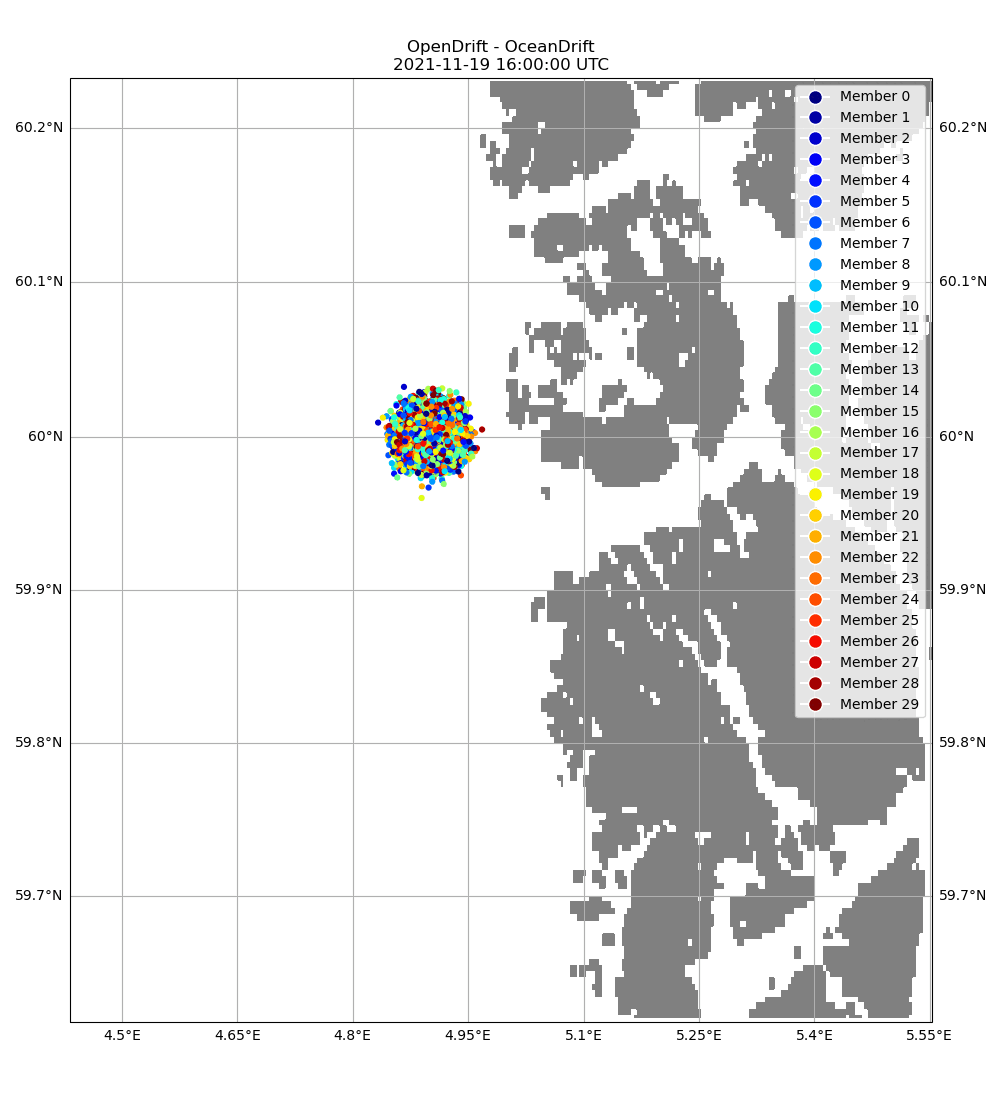 OpenDrift - OceanDrift
2021-11-19 16:00:00 UTC
60.2°N
60.1°N
60°N
59.9°N
59.8°N
59.7°N
Member 0
Member 1
Member 2
Member 3
Member 4
Member 5
Member 6
Member 7
Member 8
Member 9
Member 10
Member 11
Member 12
Member 13
Member 14
Member 15
Member 16
Member 17
Member 18
Member 19
Member 20
Member 21
Member 22
Member 23
Member 24
Member 25
Member 26
Member 27
Member 28
Member 29
60.2°N
60.1°N
60°N
59.9°N
59.8°N
59.7°N
4.5°E 4.65°E 4.8°E 4.95°E 5.1°E 5.25°E 5.4°E 5.55°E